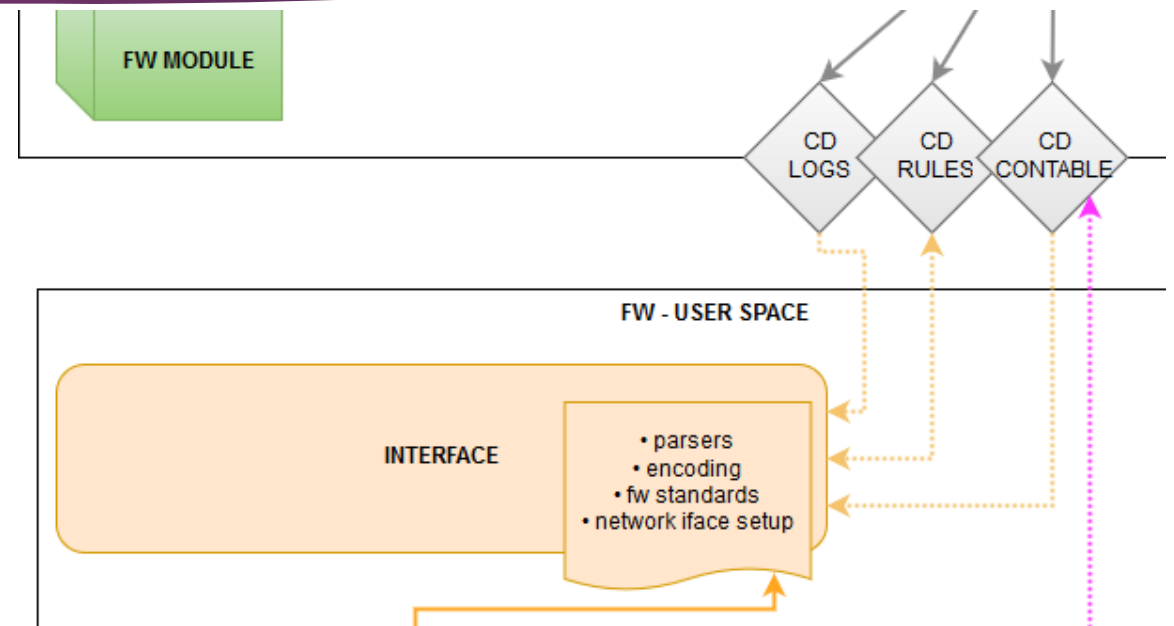 FW MODULE
CD
LOGS
CD
RULES
CD
CONTABLE
FW - USER SPACE
INTERFACE
• parsers
• encoding
• fw standards
• network iface setup